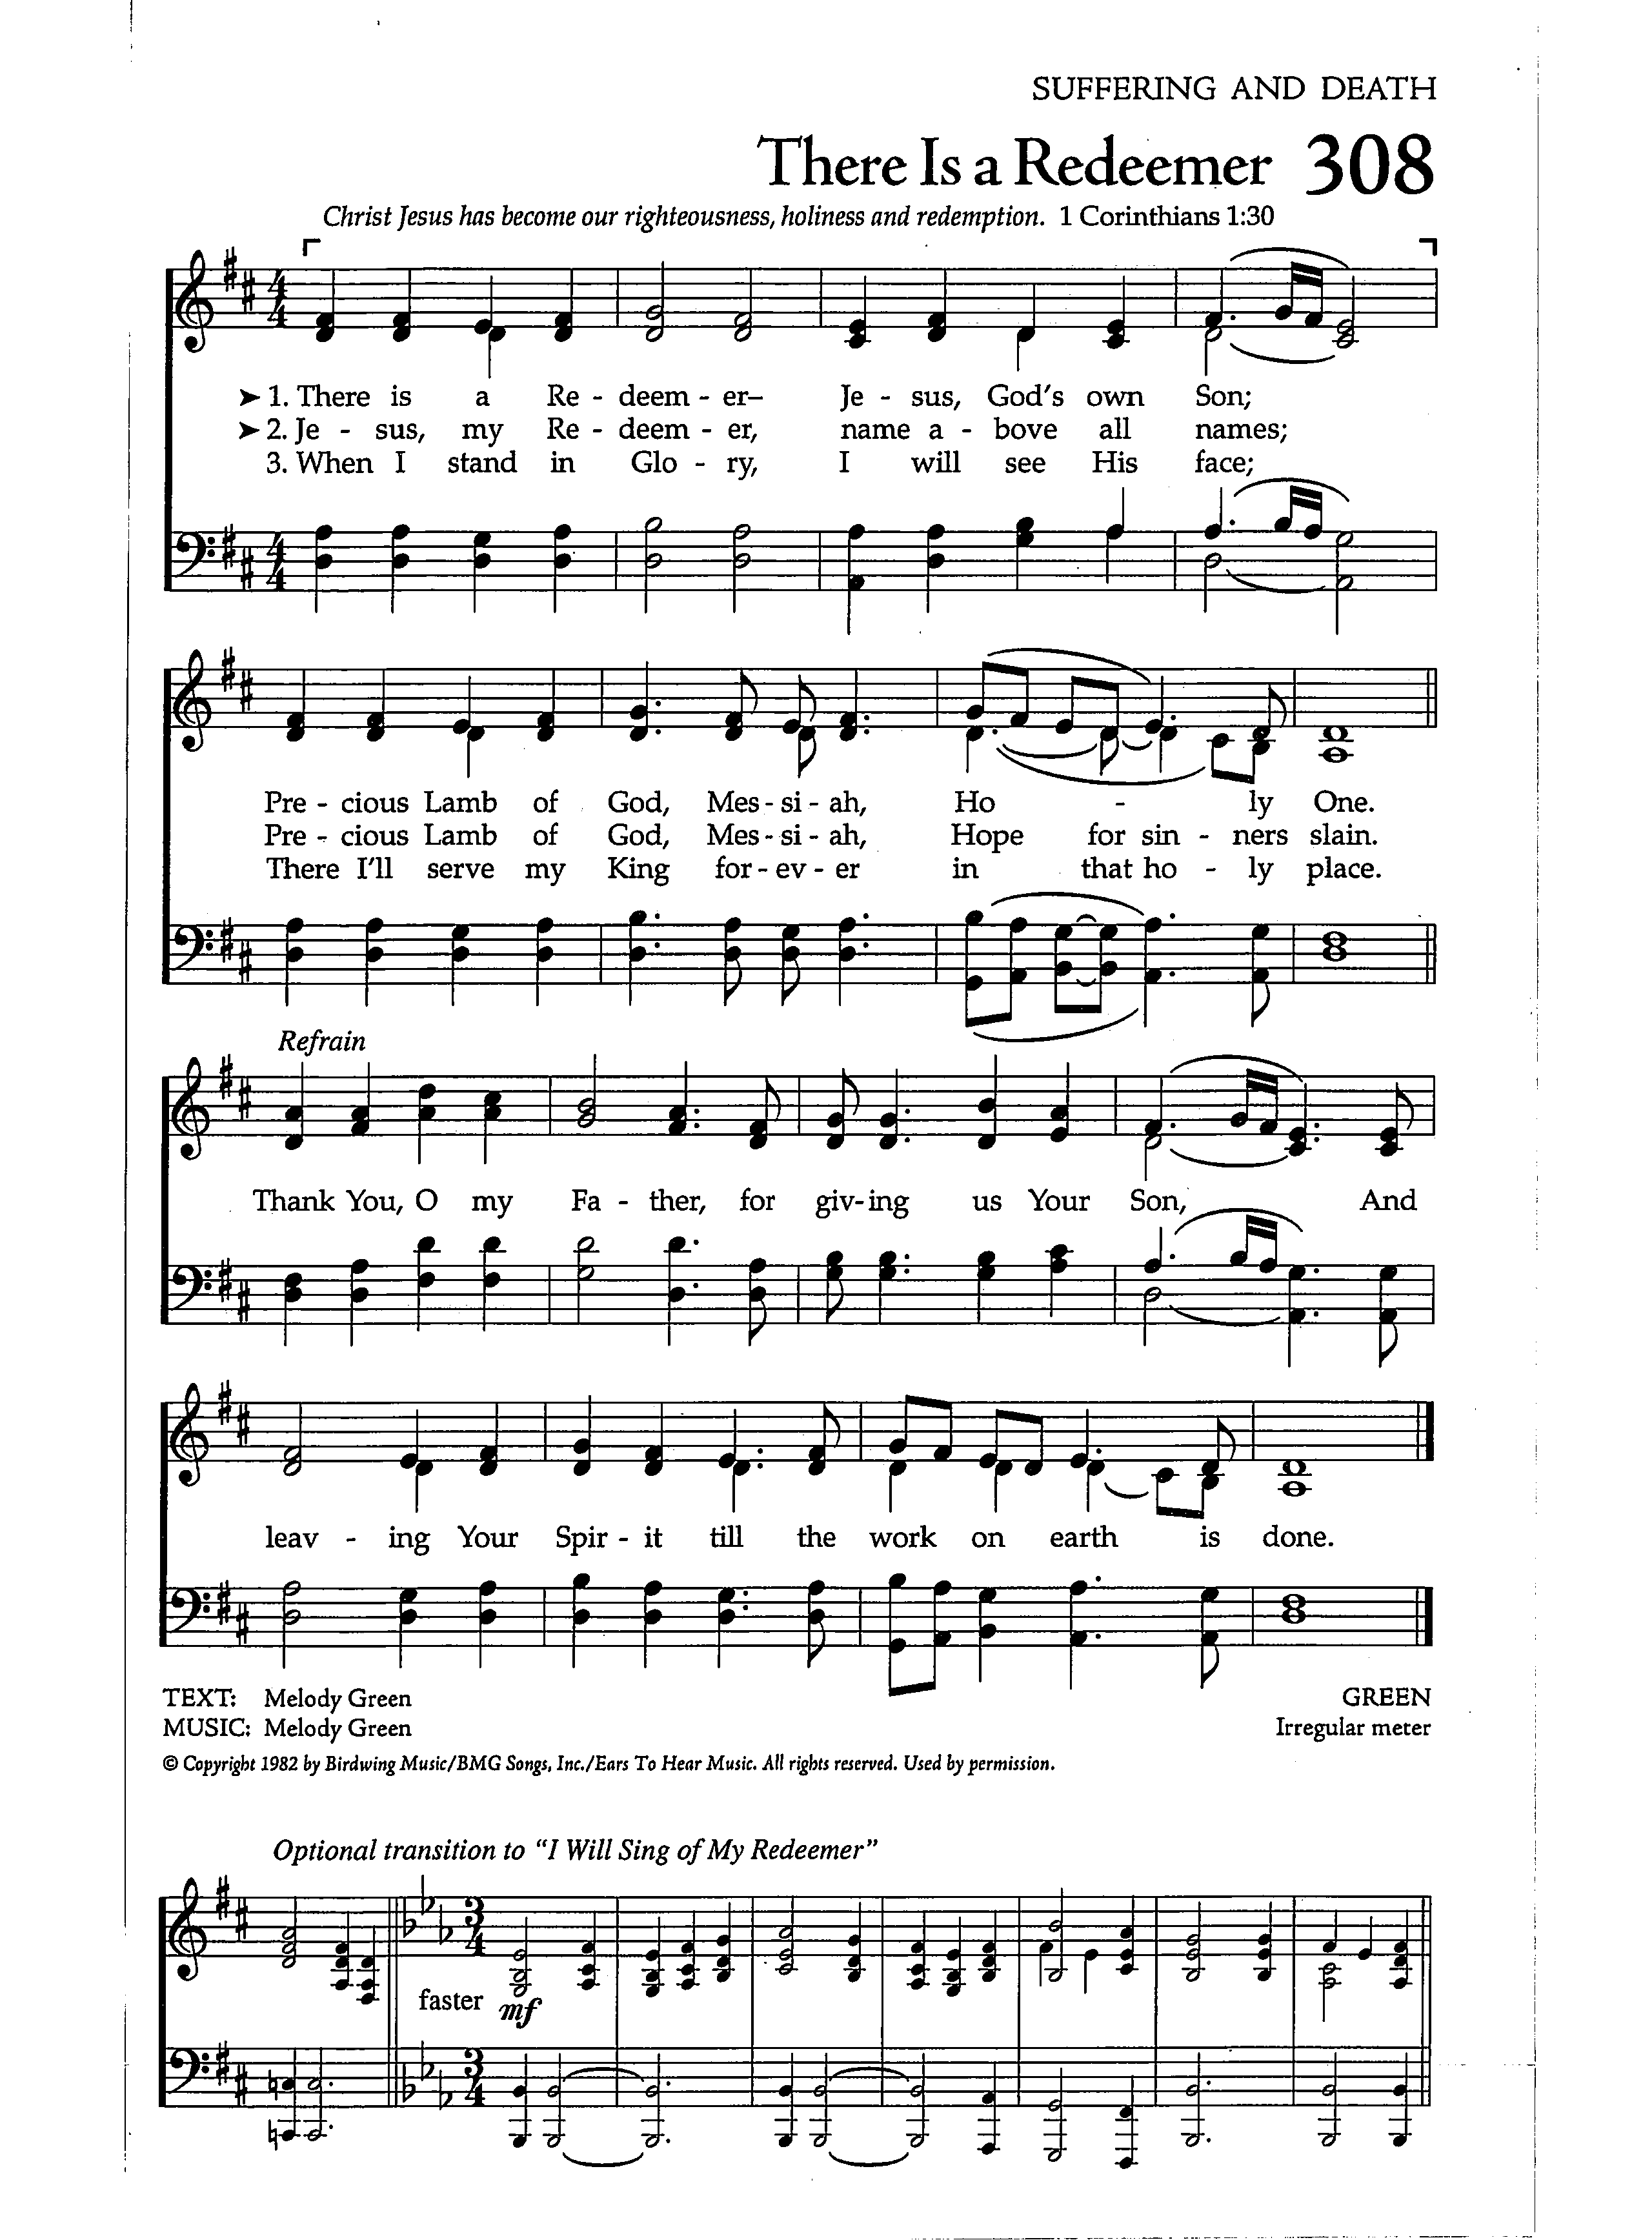 SUFFERING AND DEATH
There Is a Redeemer 308
Christ Jesus has become our righteousness, holiness and redemption. 1 Corinthians 1:30
➤ 1. There is a Re - deem - er– Je - sus, God's own Son;
➤ 2. Je - sus, my Re - deem - er, name a - bove all names;
3. When I stand in Glo - ry, I will see His face;
Pre - cious Lamb of God, Mes - si - ah, Ho - ly One.
Pre - cious Lamb of God, Mes - si - ah, Hope for sin - ners slain.
There I'll serve my King for - ev - er in that ho - ly place.
Refrain
Thank You, O my Fa - ther, for giv - ing us Your Son, And
leav - ing Your Spir - it till the work on earth is done.
TEXT: Melody Green GREEN
MUSIC: Melody Green Irregular meter
© Copyright 1982 by Birdwing Music/BMG Songs, Inc./Ears To Hear Music. All rights reserved. Used by permission.
Optional transition to “I Will Sing of My Redeemer”
faster mf